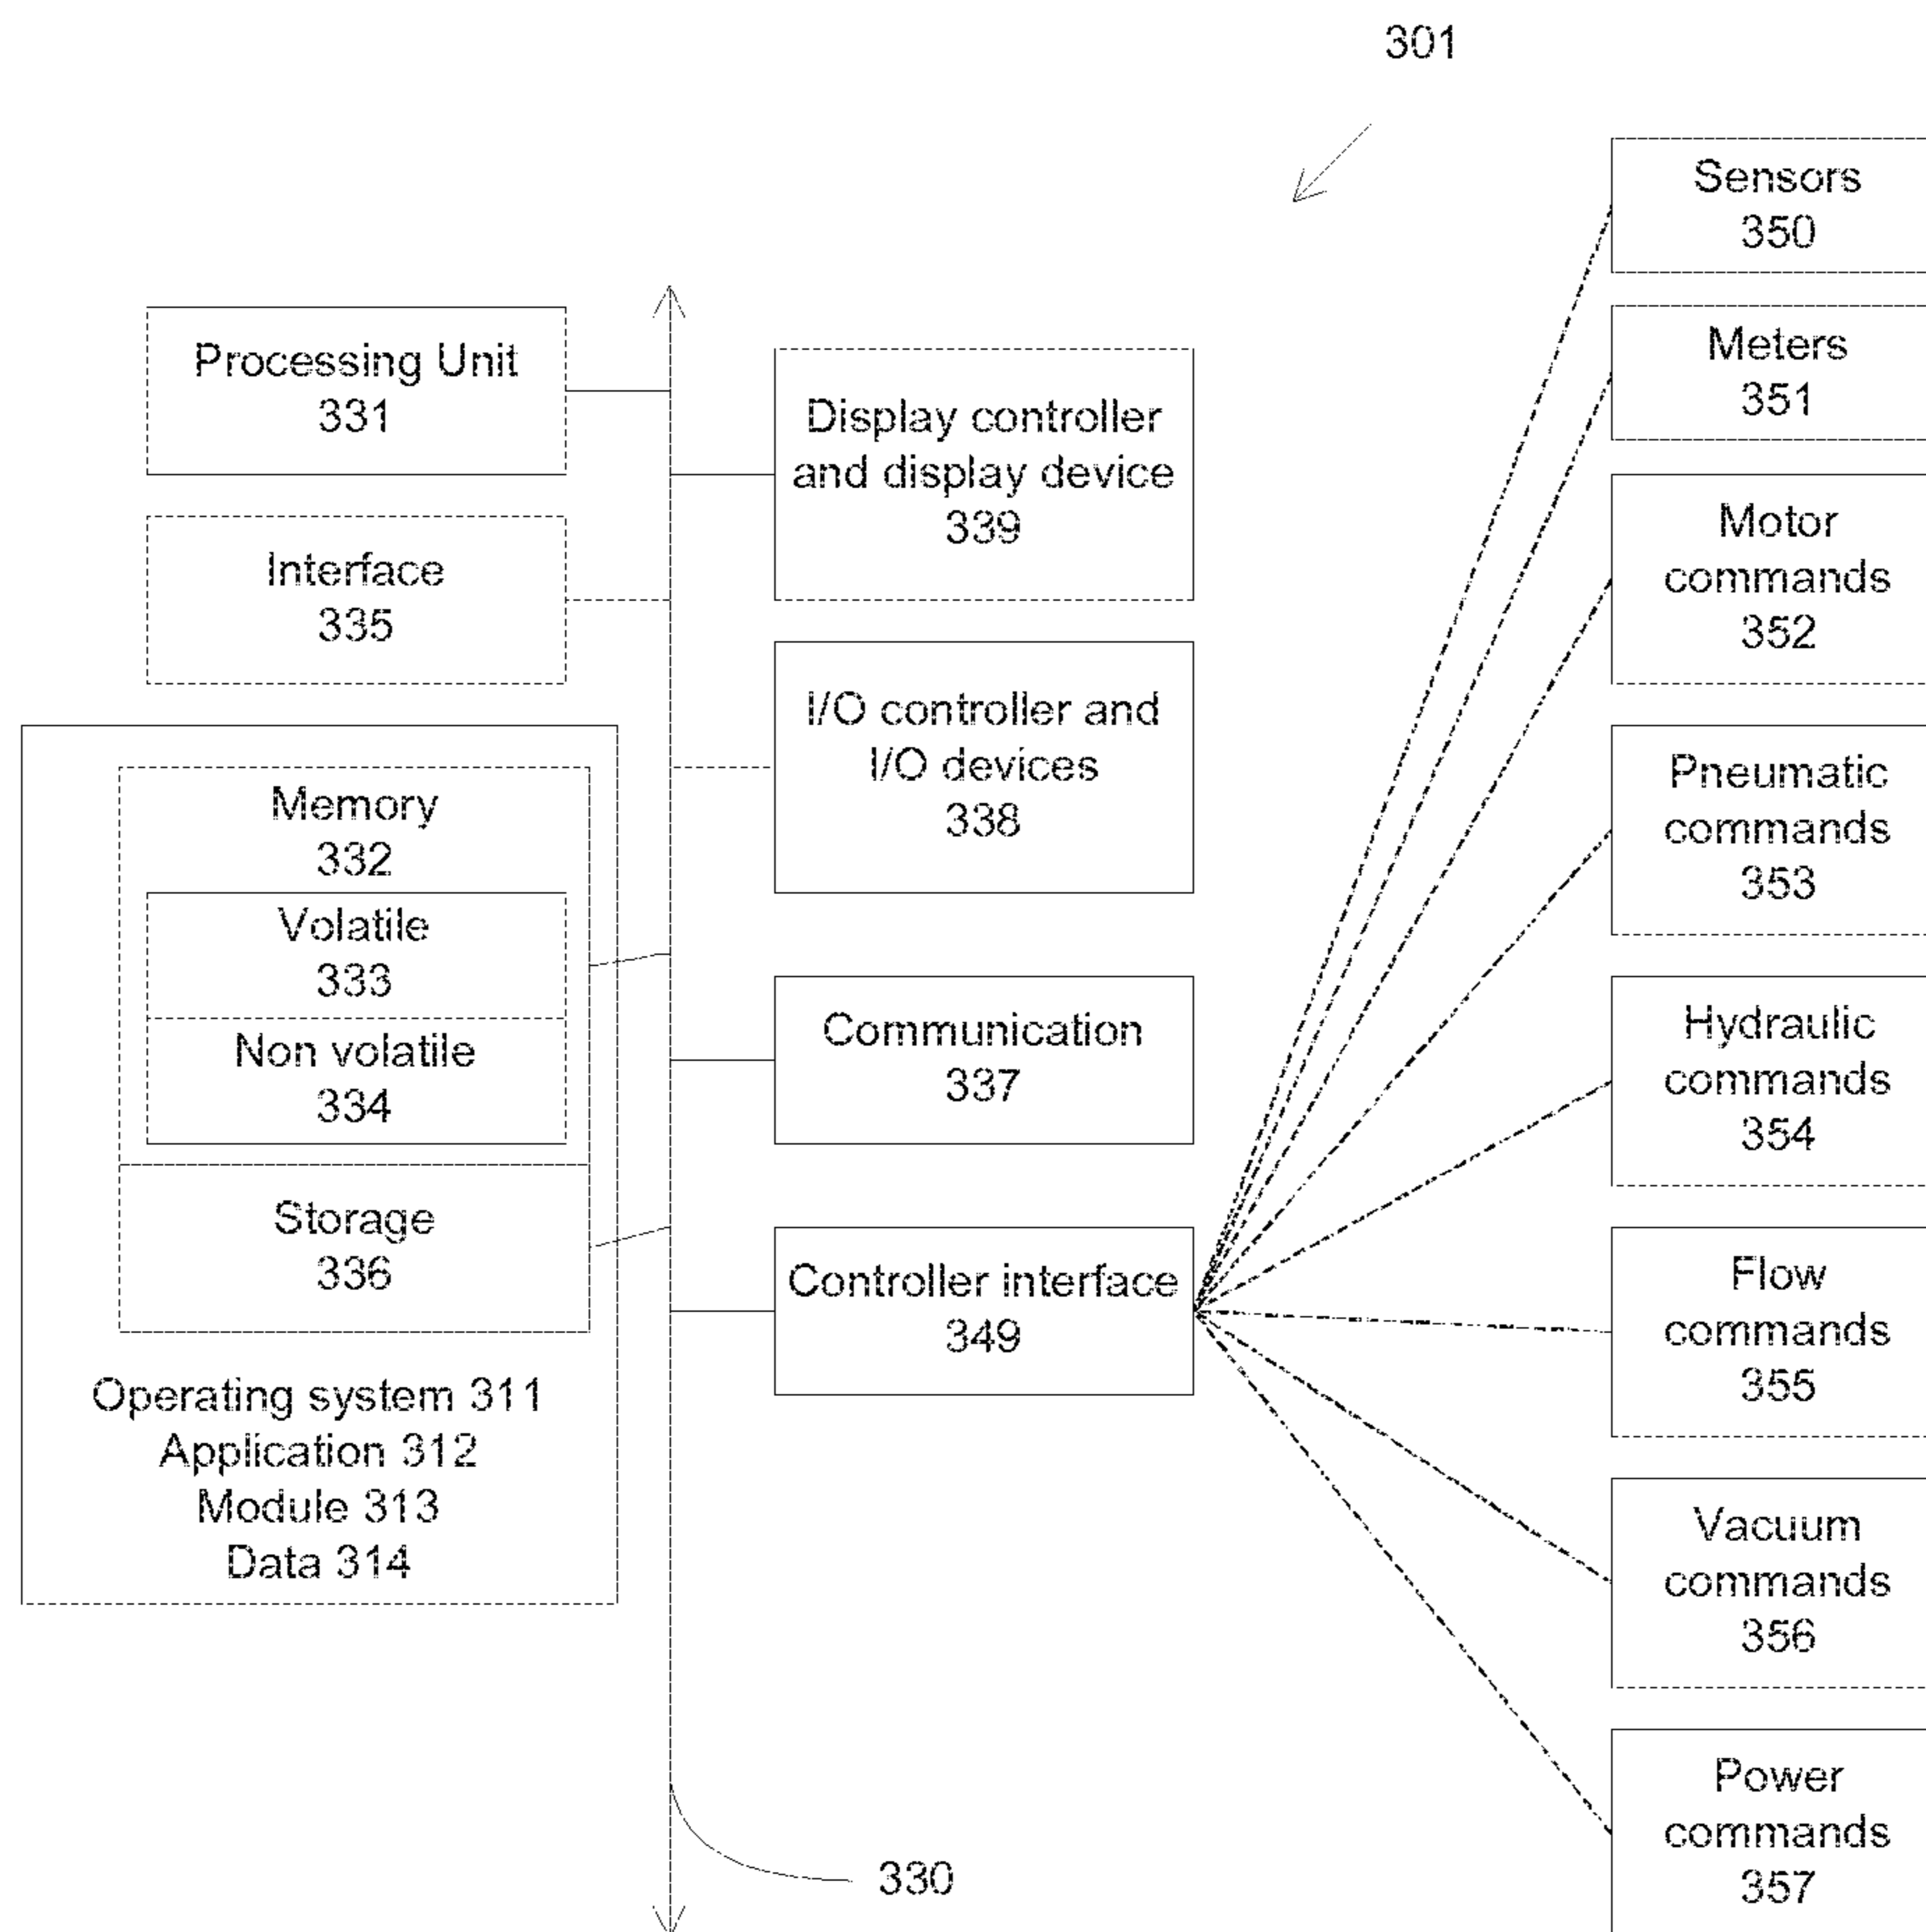 301
Processing Unit
331
Interface
335
Memory
332
Volatile
333
Non volatile
334
Storage
336
Operating system 311
Application 312
Module 313
Data 314
Display controller
and display device
339
I/O controller and
I/O devices
338
Communication
337
Controller interface
349
330
Sensors
350
Meters
351
Motor
commands
352
Pneumatic
commands
353
Hydraulic
commands
354
Flow
commands
355
Vacuum
commands
356
Power
commands
357